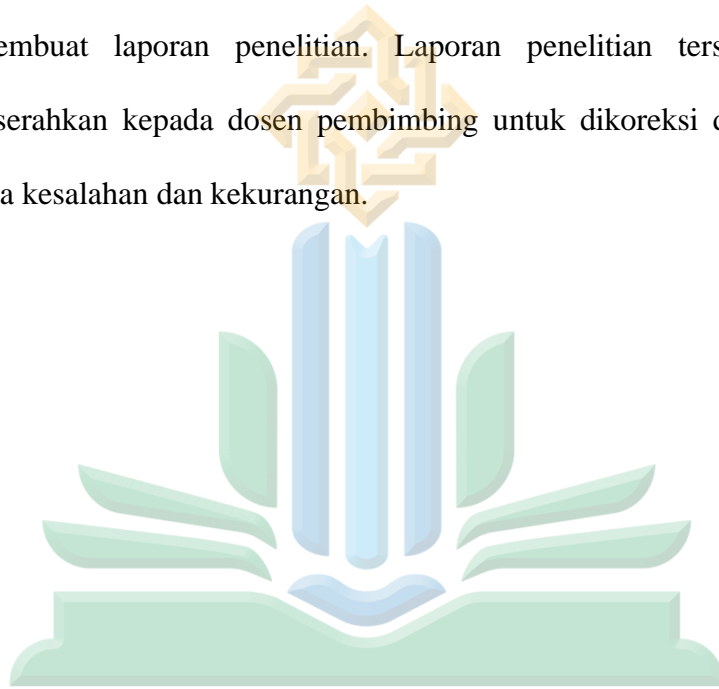 embuat laporan penelitian. Laporan penelitian ters
serahkan kepada dosen pembimbing untuk dikoreksi d
a kesalahan dan kekurangan.